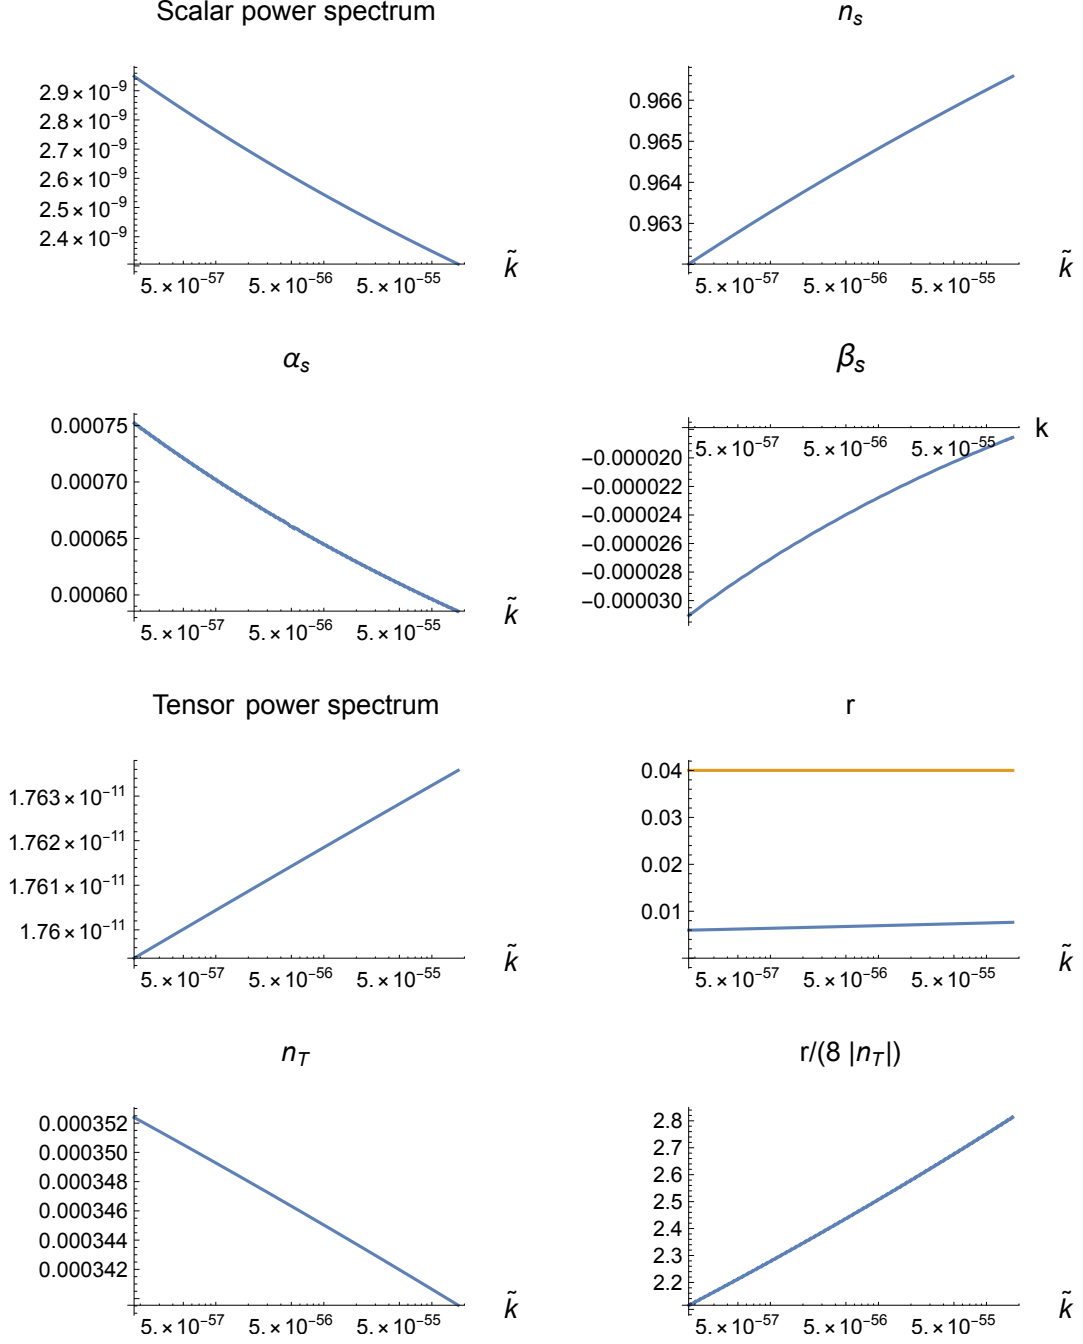 Scalar power spectrum
2.9 × 10⁻⁹
2.8 × 10⁻⁹
2.7 × 10⁻⁹
2.6 × 10⁻⁹
2.5 × 10⁻⁹
2.4 × 10⁻⁹
5. × 10⁻⁵⁷ 5. × 10⁻⁵⁶ 5. × 10⁻⁵⁵
k̃
nₛ
0.966
0.965
0.964
0.963
5. × 10⁻⁵⁷ 5. × 10⁻⁵⁶ 5. × 10⁻⁵⁵
k̃
αₛ
0.00075
0.00070
0.00065
0.00060
5. × 10⁻⁵⁷ 5. × 10⁻⁵⁶ 5. × 10⁻⁵⁵
k̃
βₛ
k
5. × 10⁻⁵⁷ 5. × 10⁻⁵⁶ 5. × 10⁻⁵⁵
−0.000020
−0.000022
−0.000024
−0.000026
−0.000028
−0.000030
Tensor power spectrum
1.763 × 10⁻¹¹
1.762 × 10⁻¹¹
1.761 × 10⁻¹¹
1.76 × 10⁻¹¹
5. × 10⁻⁵⁷ 5. × 10⁻⁵⁶ 5. × 10⁻⁵⁵
k̃
r
0.04
0.03
0.02
0.01
5. × 10⁻⁵⁷ 5. × 10⁻⁵⁶ 5. × 10⁻⁵⁵
k̃
n_T
0.000352
0.000350
0.000348
0.000346
0.000344
0.000342
5. × 10⁻⁵⁷ 5. × 10⁻⁵⁶ 5. × 10⁻⁵⁵
k̃
r/(8 |n_T|)
2.8
2.7
2.6
2.5
2.4
2.3
2.2
5. × 10⁻⁵⁷ 5. × 10⁻⁵⁶ 5. × 10⁻⁵⁵
k̃